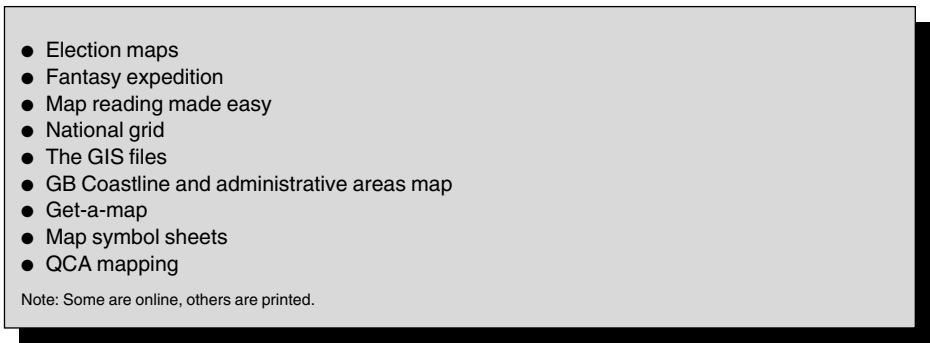 ● Election maps
● Fantasy expedition
● Map reading made easy
● National grid
● The GIS files
● GB Coastline and administrative areas map
● Get-a-map
● Map symbol sheets
● QCA mapping
Note: Some are online, others are printed.